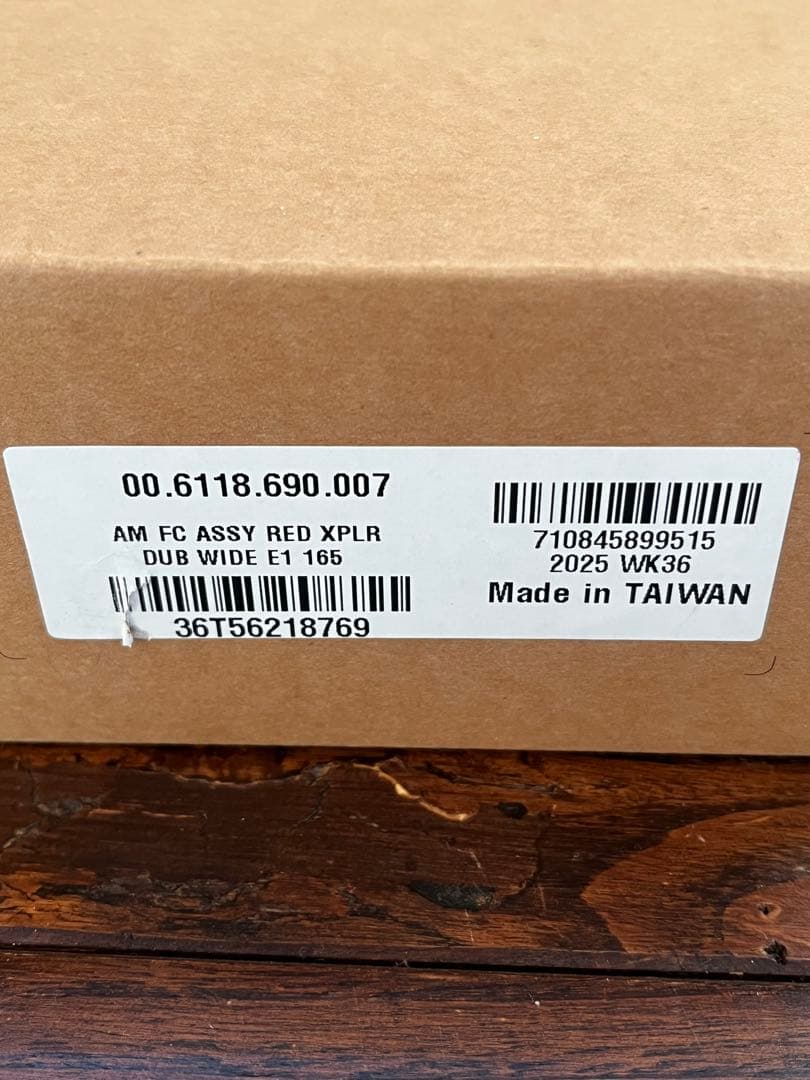 00.6118.690.007
AM FC ASSY RED XPLR
DUB WIDE E1 165
36T56218769
710845899515
2025 WK36
Made in TAIWAN